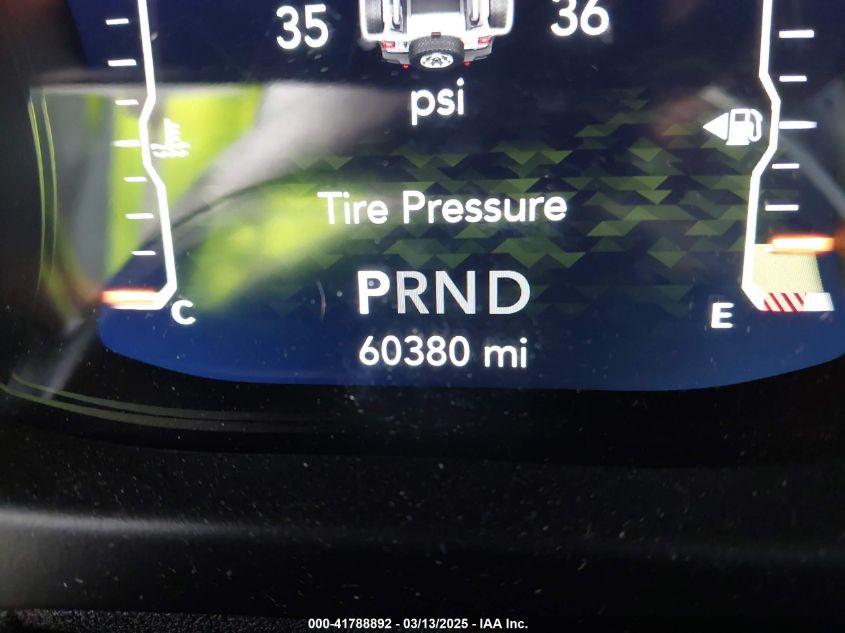 35 36
psi
Tire Pressure
PRND
C E
60380 mi
000-41788892 - 03/13/2025 - IAA Inc.